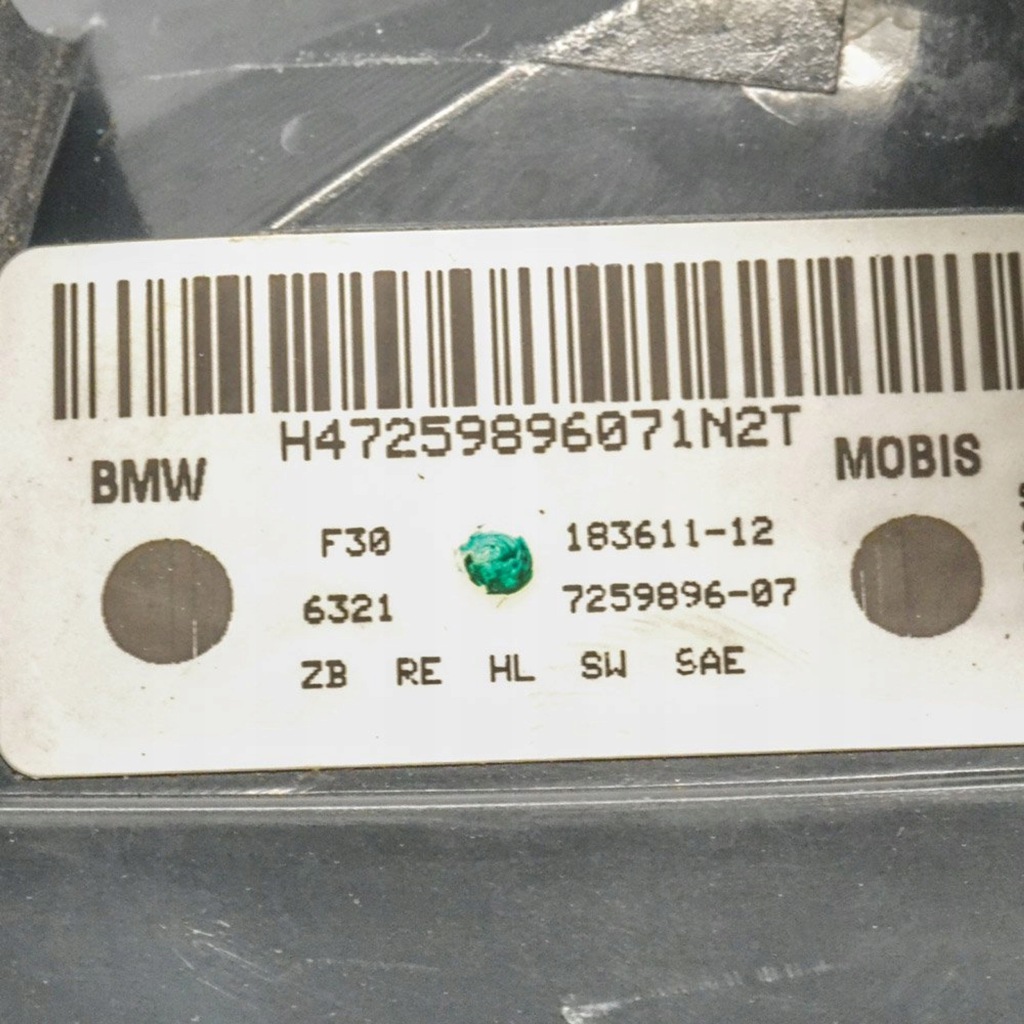 H47259896071N2T
BMW MOBIS
F30 183611-12
6321 7259896-07
ZB RE HL SW SAE